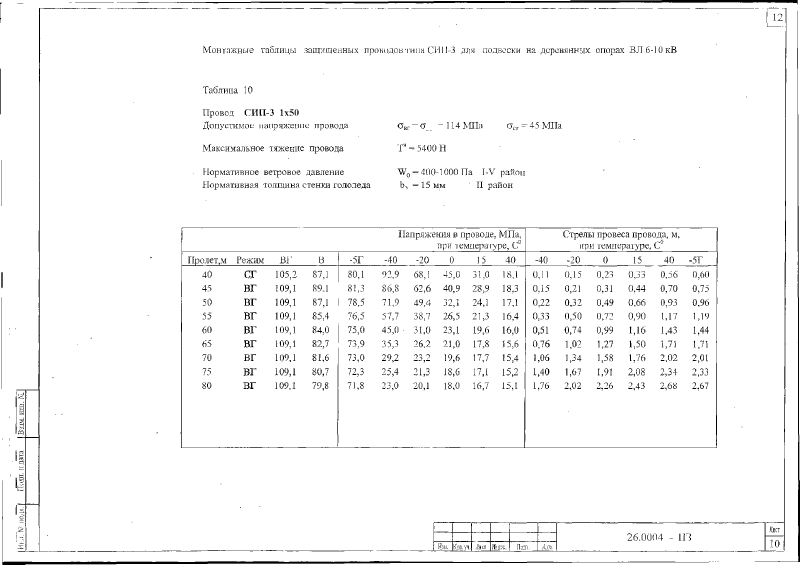 12
Монтажные таблицы защищенных проводов типа СИП-3 для подвески на деревянных опорах ВЛ 6-10 кВ
Таблица 10
Провод СИП-3 1х50
Допустимое напряжение провода = 114 МПа = 45 МПа
Максимальное тяжение провода = 5400 Н
Нормативное ветровое давление W₀ = 400-1000 Па I-V район
Нормативная толщина стенки гололеда = 15 мм II район
Напряжения в проводе, МПа, при температуре, С⁰ Стрелы провеса провода, м, при температуре, С⁰
Пролет,м Режим ВГ В -5Г -40 -20 0 15 40 -40 -20 0 15 40 -5Г
40 СГ 105,2 87,1 80,1 92,9 68,1 45,0 31,0 18,1 0,11 0,15 0,23 0,33 0,56 0,60
45 ВГ 109,1 89,1 81,3 86,8 62,6 40,9 28,9 18,3 0,15 0,21 0,31 0,44 0,70 0,75
50 ВГ 109,1 87,1 78,5 71,9 49,4 32,1 24,1 17,1 0,22 0,32 0,49 0,66 0,93 0,96
55 ВГ 109,1 85,4 76,5 57,7 38,7 26,5 21,3 16,4 0,33 0,50 0,72 0,90 1,17 1,19
60 ВГ 109,1 84,0 75,0 45,0 31,0 23,1 19,6 16,0 0,51 0,74 0,99 1,16 1,43 1,44
65 ВГ 109,1 82,7 73,9 35,3 26,2 21,0 17,8 15,6 0,76 1,02 1,27 1,50 1,71 1,71
70 ВГ 109,1 81,6 73,0 29,2 23,2 19,6 17,7 15,4 1,06 1,34 1,58 1,76 2,02 2,01
75 ВГ 109,1 80,7 72,3 25,4 21,3 18,6 17,1 15,2 1,40 1,67 1,91 2,08 2,34 2,33
80 ВГ 109,1 79,8 71,8 23,0 20,1 18,0 16,7 15,1 1,76 2,02 2,26 2,43 2,68 2,67
Взам. инв. №
Подп. и дата
Инв. № подл.
Изм. Кол.уч. Лист №док. Подп. Дата
26.0004 - ПЗ
Лист
10